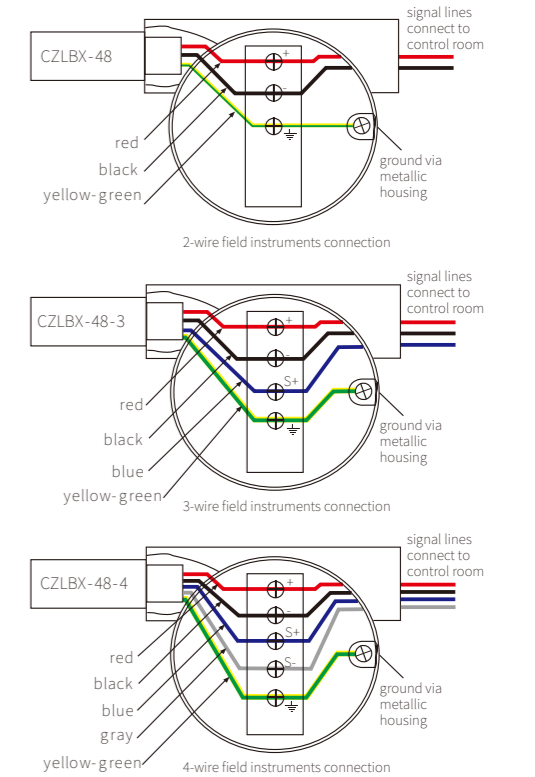 signal lines
connect to
control room
CZLBX-48
+
-
red
black
yellow-green
ground via
metallic
housing
2-wire field instruments connection
signal lines
connect to
control room
CZLBX-48-3
+
-
S+
red
black
blue
yellow-green
ground via
metallic
housing
3-wire field instruments connection
signal lines
connect to
control room
CZLBX-48-4
+
-
S+
S-
red
black
blue
gray
yellow-green
ground via
metallic
housing
4-wire field instruments connection